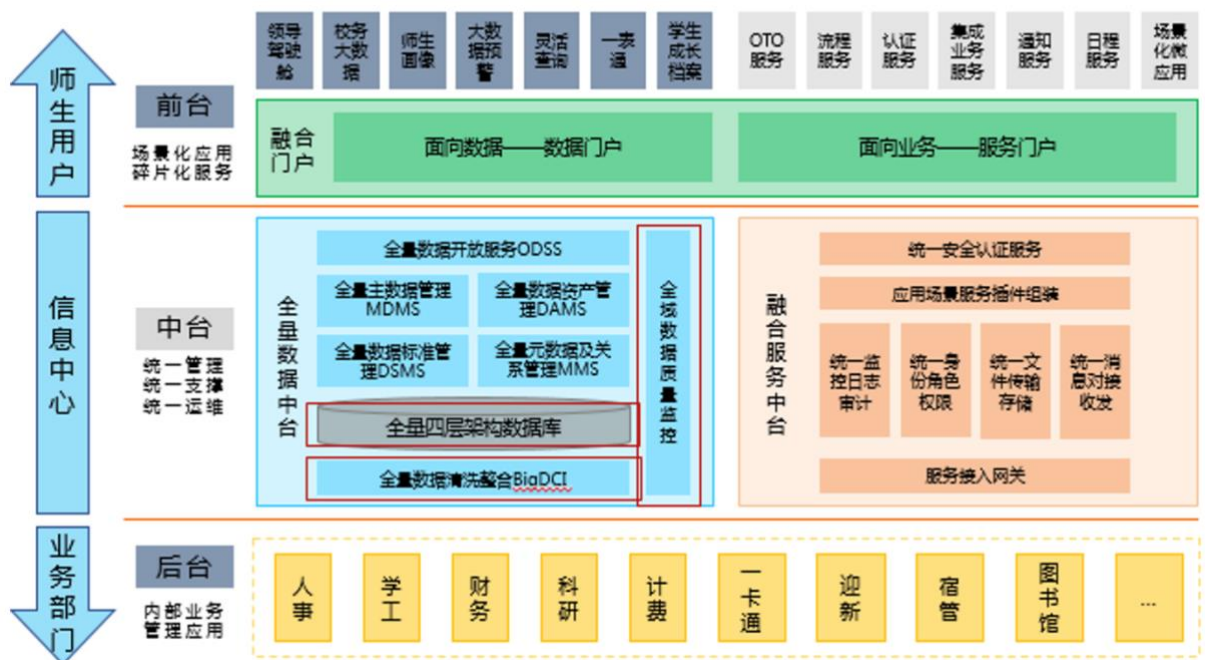 师
生
用
户
前台
场景化应用
碎片化服务
领导
驾驶
舱
校务
大数
据
师生
画像
大数
据预
警
灵活
查询
一表
通
学生
成长
档案
OTO
服务
流程
服务
认证
服务
集成
业务
服务
通知
服务
日程
服务
场景
化微
应用
融合
门户
面向数据——数据门户
面向业务——服务门户
信
息
中
心
中台
统一管理
统一支撑
统一运维
全
量
数
据
中
台
全量数据开放服务ODSS
全量主数据管理
MDMS
全量数据资产管
理DAMS
全量数据标准管
理DSMS
全量元数据及关
系管理MMS
全量四层架构数据库
全量数据清洗整合BiaDCI
全
域
数
据
质
量
监
控
融
合
服
务
中
台
统一安全认证服务
应用场景服务插件组装
统一监
控日志
审计
统一身
份角色
权限
统一文
件传输
存储
统一消
息对接
收发
服务接入网关
业
务
部
门
后台
内部业务
管理应用
人
事
学
工
财
务
科
研
计
费
一
卡
通
迎
新
宿
管
图
书
馆
...